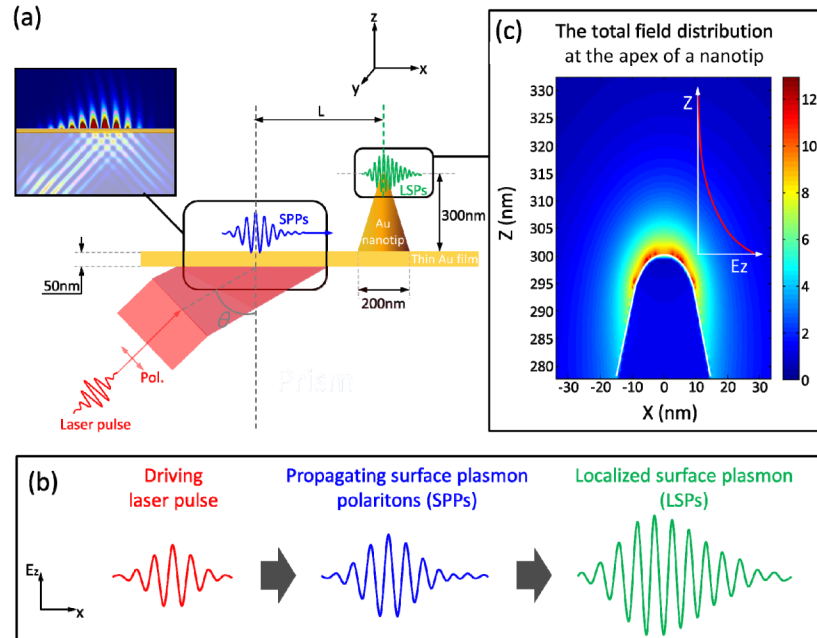 (a)
z
x
y
L
LSPs
SPPs
Au
nanotip
300nm
Thin Au film
50nm
200nm
θ
Pol.
Prism
Laser pulse
(c)
The total field distribution
at the apex of a nanotip
Z (nm)
330
325
320
315
310
305
300
295
290
285
280
-30 -20 -10 0 10 20 30
X (nm)
Z
Ez
12
10
8
6
4
2
0
(b)
Driving
laser pulse
Propagating surface plasmon
polaritons (SPPs)
Localized surface plasmon
(LSPs)
Ez
x